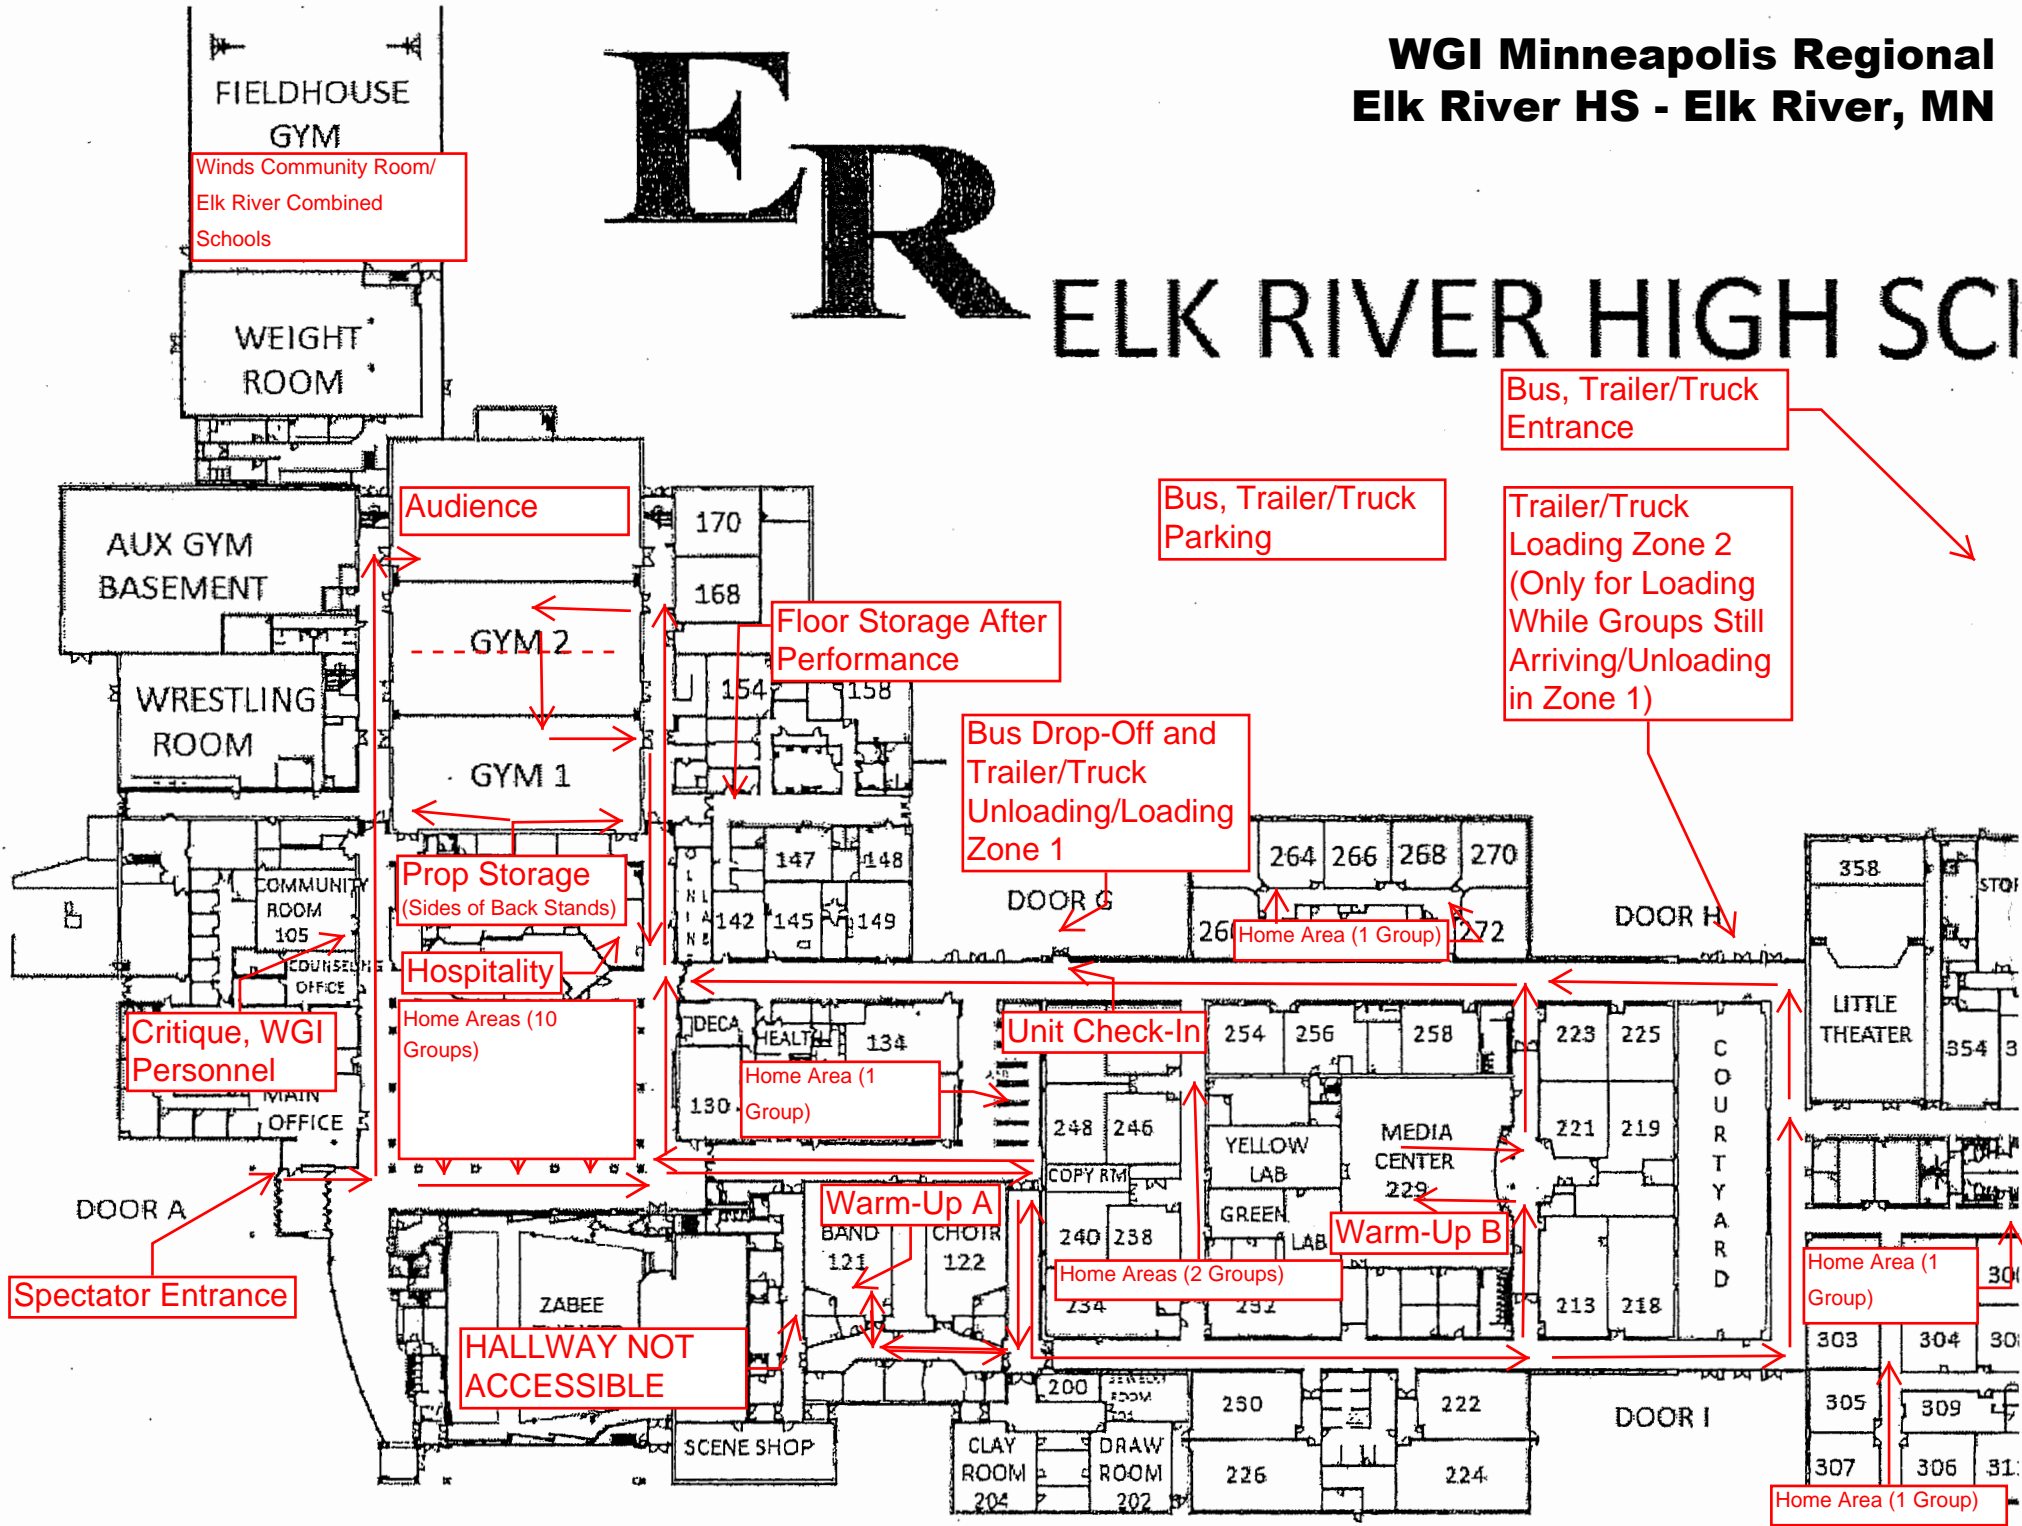 WGI Minneapolis Regional
Elk River HS - Elk River, MN
ER
ELK RIVER HIGH
FIELDHOUSE
GYM
Winds Community Room/
Elk River Combined
Schools
WEIGHT
ROOM
Bus, Trailer/Truck
Entrance
Bus, Trailer/Truck
Parking
Trailer/Truck
Loading Zone 2
(Only for Loading
While Groups Still
Arriving/Unloading
in Zone 1)
AUX GYM
BASEMENT
Audience
170
168
GYM 2
Floor Storage After
Performance
154
158
WRESTLING
ROOM
GYM 1
Bus Drop-Off and
Trailer/Truck
Unloading/Loading
Zone 1
147
148
142
145
149
LAB
264
266
268
270
272
Home Area (1 Group)
DOOR G
DOOR H
358
Prop Storage
(Sides of Back Stands)
COMMUNITY
ROOM
105
COUNSELING
OFFICE
Hospitality
Critique, WGI
Personnel
MAIN
OFFICE
Home Areas (10
Groups)
DECA
HEALTH
134
130
Home Area (1
Group)
Unit Check-In
254
256
258
223
225
COURTYARD
LITTLE
THEATER
354
248
246
YELLOW
LAB
MEDIA
CENTER
229
221
219
COPY RM
GREEN
LAB
240
238
Warm-Up A
BAND
121
CHOIR
122
Warm-Up B
Home Areas (2 Groups)
234
232
213
218
DOOR A
Spectator Entrance
ZABEE
HALLWAY NOT
ACCESSIBLE
SCENE SHOP
200
CLAY
ROOM
204
DRAW
ROOM
202
230
222
226
224
DOOR I
Home Area (1
Group)
303
304
305
309
307
306
Home Area (1 Group)